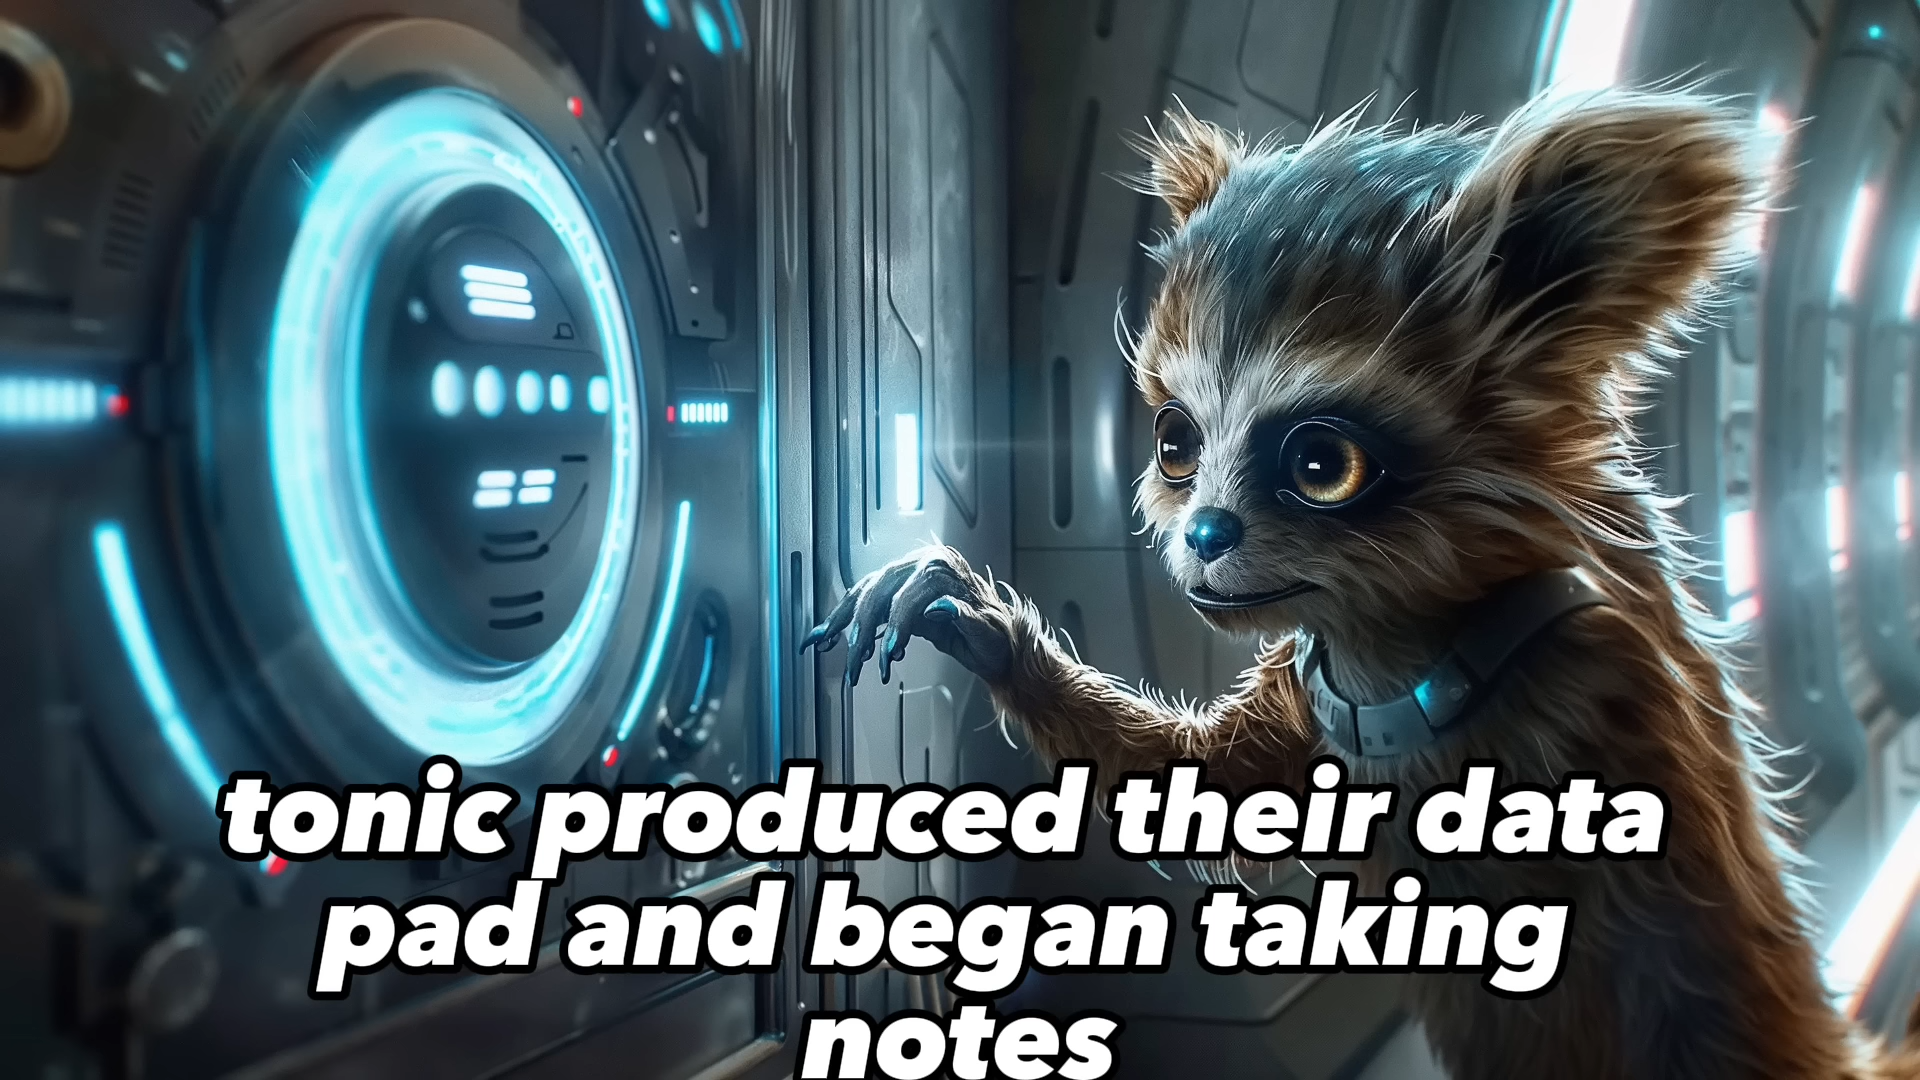 tonic produced their data
pad and began taking
notes